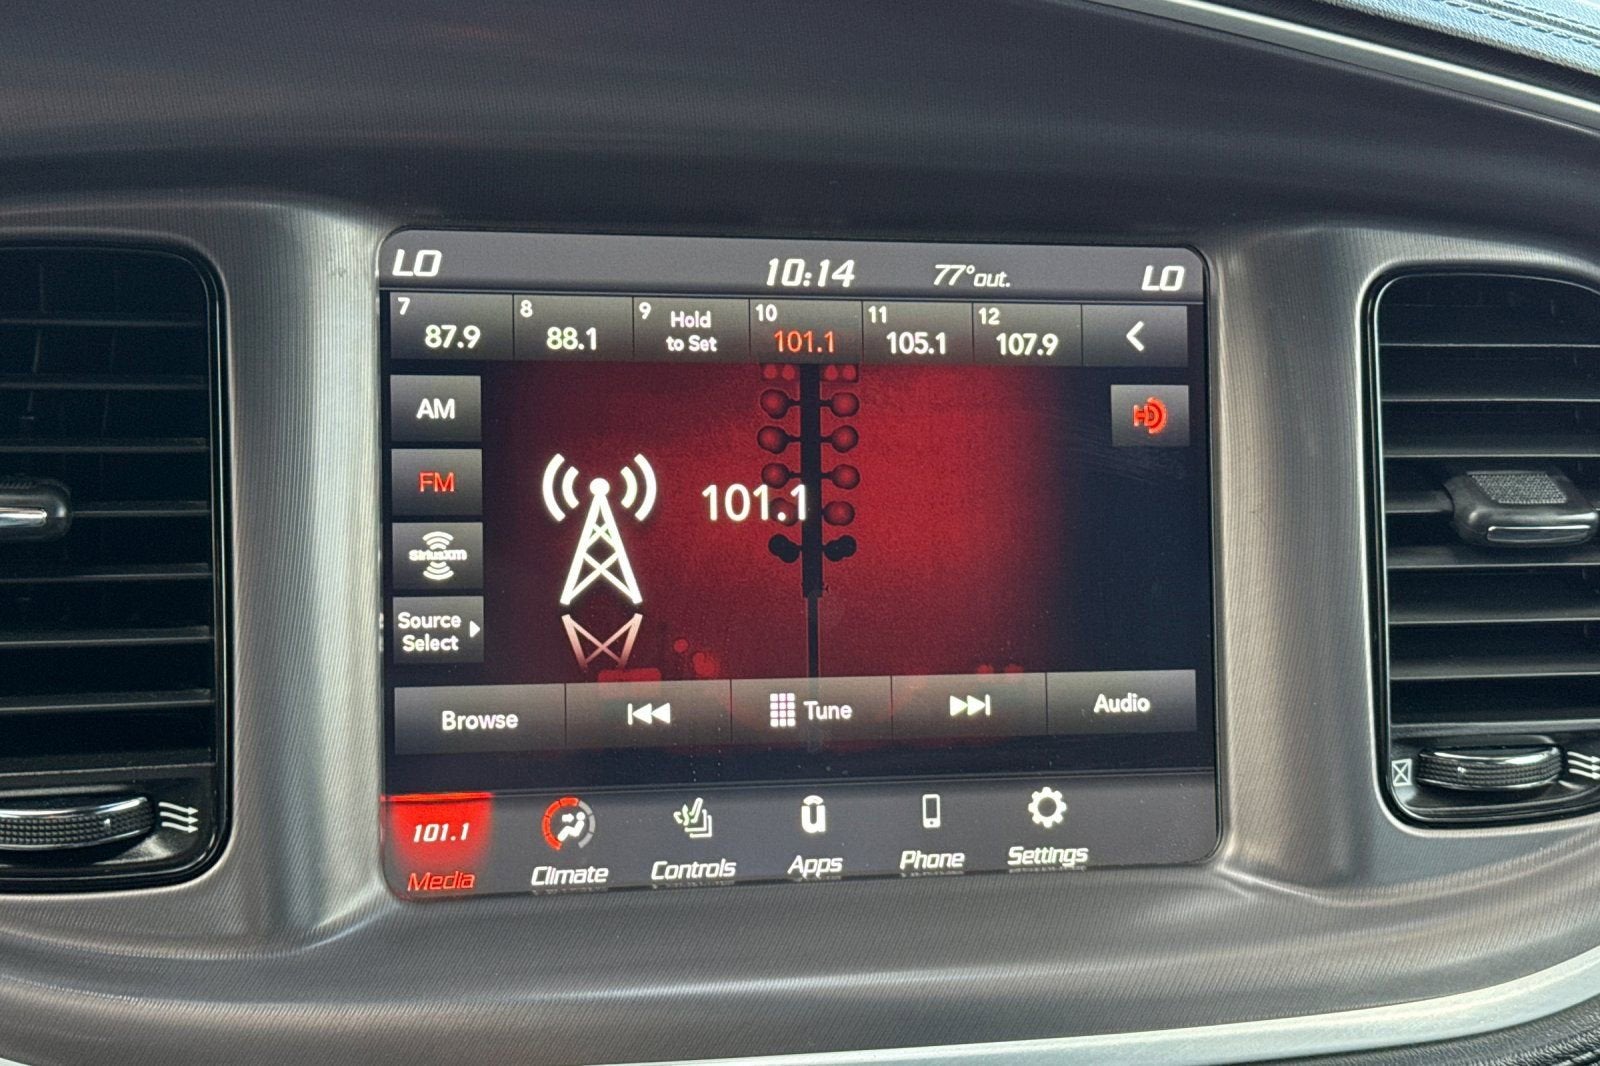 LO 10:14 77°out. LO
7 87.9 8 88.1 9 Hold to Set 10 101.1 11 105.1 12 107.9
AM
HD
FM
101.1
SiriusXM
Source
Select
Browse Tune Audio
101.1
Media Climate Controls Apps Phone Settings